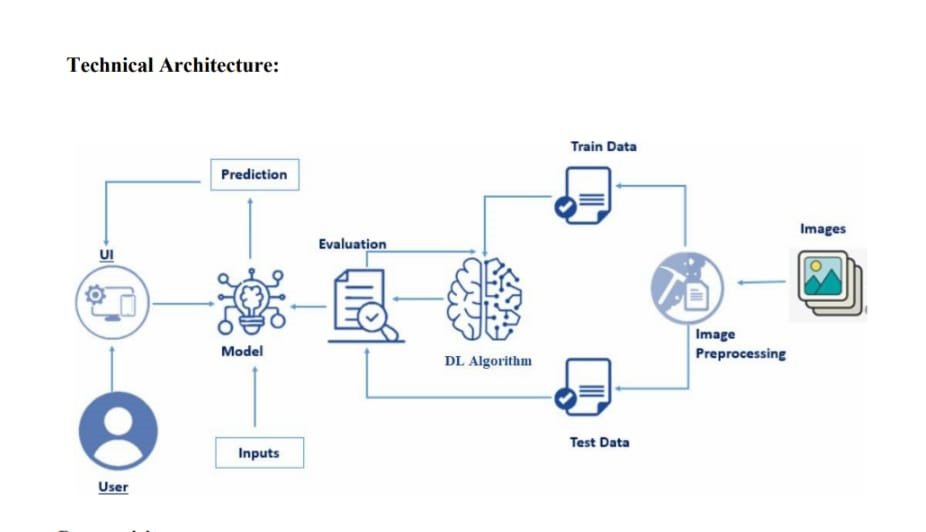 Technical Architecture:
Train Data
Prediction
Images
Evaluation
UI
Image
Preprocessing
Model
DL Algorithm
Test Data
Inputs
User